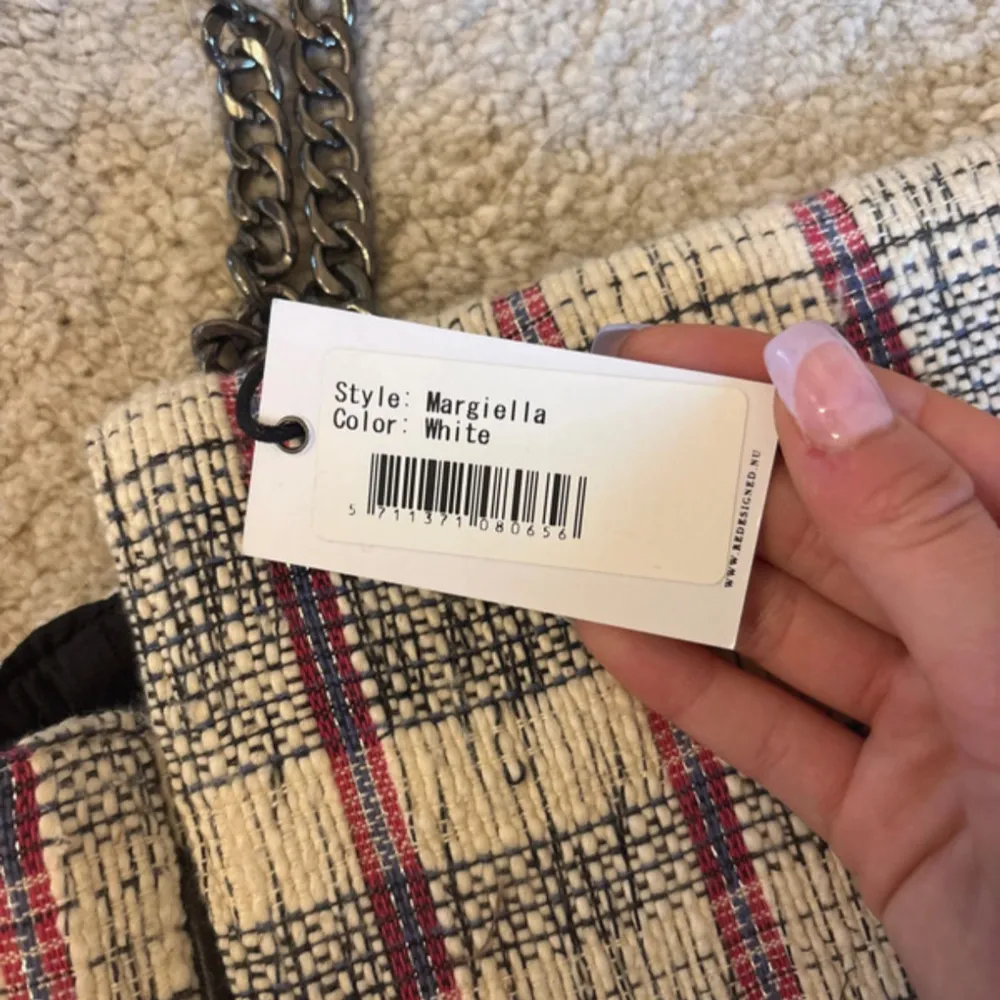 Style: Margiella
Color: White
5 711371 080656
WWW.REDESIGNED.NU